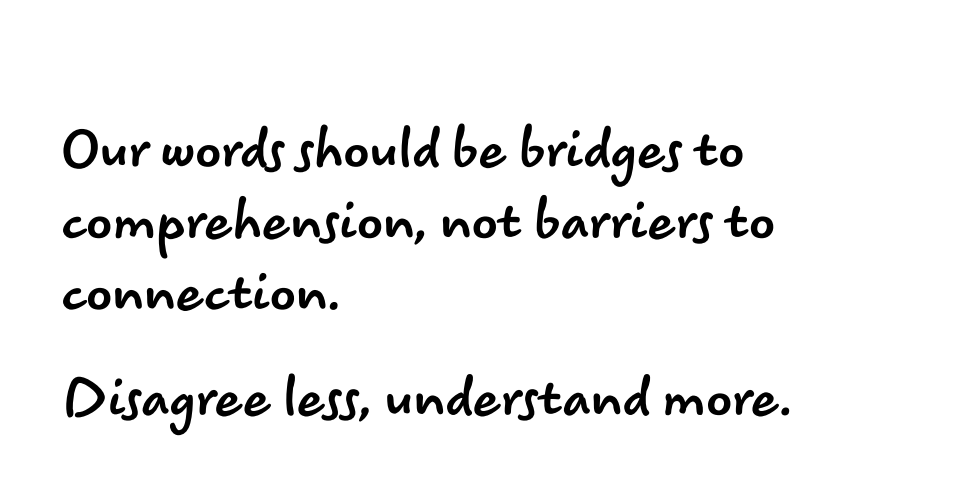 Our words should be bridges to
comprehension, not barriers to
connection.
Disagree less, understand more.